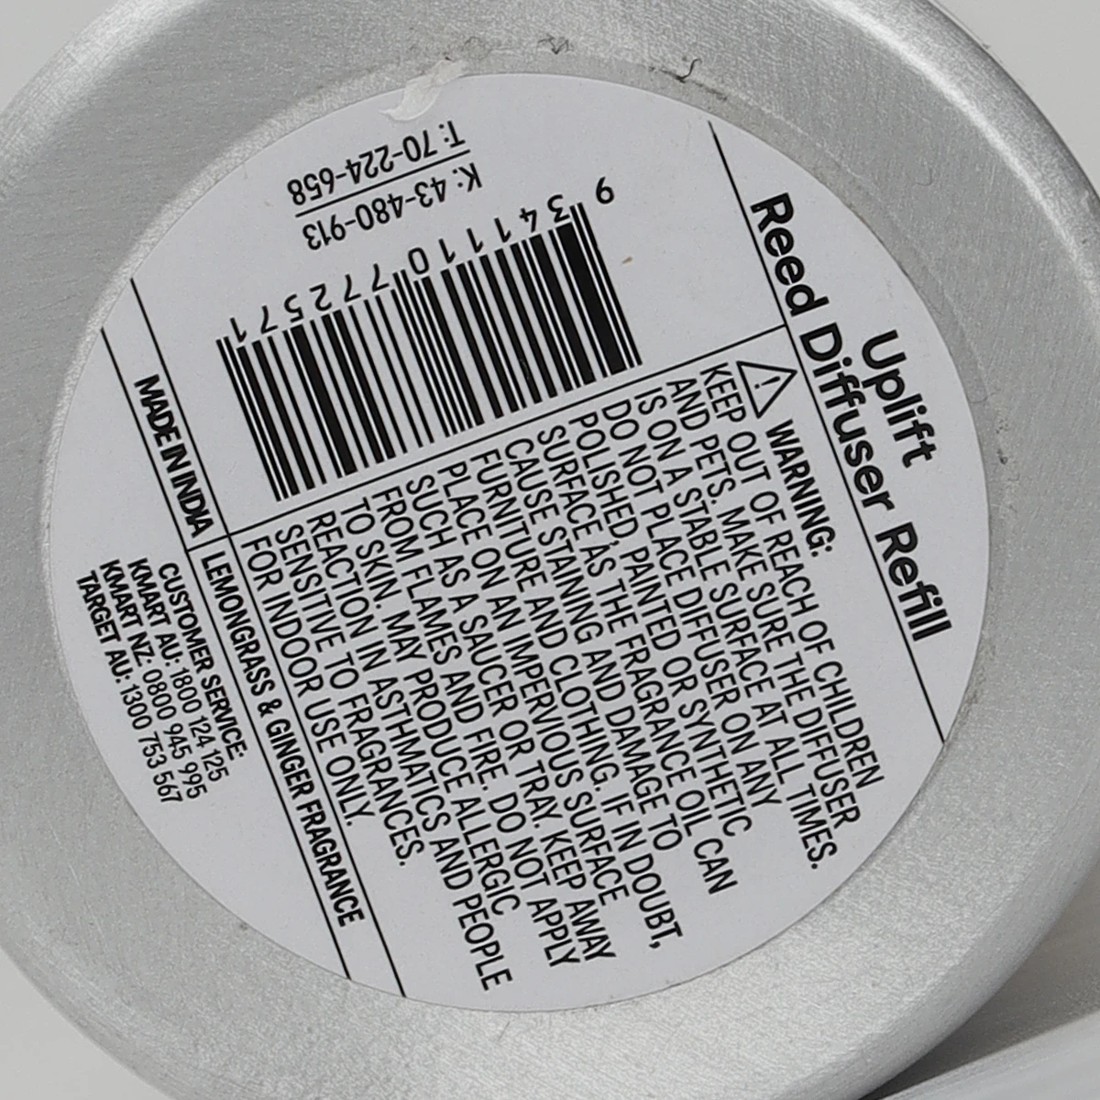 Uplift
Reed Diffuser Refill
WARNING:
KEEP OUT OF REACH OF CHILDREN
AND PETS. MAKE SURE THE DIFFUSER
IS ON A STABLE SURFACE AT ALL TIMES.
DO NOT PLACE DIFFUSER ON ANY
POLISHED, PAINTED OR SYNTHETIC
SURFACE AS THE FRAGRANCE OIL CAN
CAUSE STAINING AND DAMAGE TO
FURNITURE AND CLOTHING. IF IN DOUBT,
PLACE ON AN IMPERVIOUS SURFACE
SUCH AS A SAUCER OR TRAY. KEEP AWAY
FROM FLAMES AND FIRE. DO NOT APPLY
TO SKIN. MAY PRODUCE ALLERGIC
REACTION IN ASTHMATICS AND PEOPLE
SENSITIVE TO FRAGRANCES.
FOR INDOOR USE ONLY.
9 341110 772571
K: 43-480-913
T: 70-224-658
MADE IN INDIA
LEMONGRASS & GINGER FRAGRANCE
CUSTOMER SERVICE:
KMART AU: 1800 124 125
KMART NZ: 0800 945 995
TARGET AU: 1300 753 567